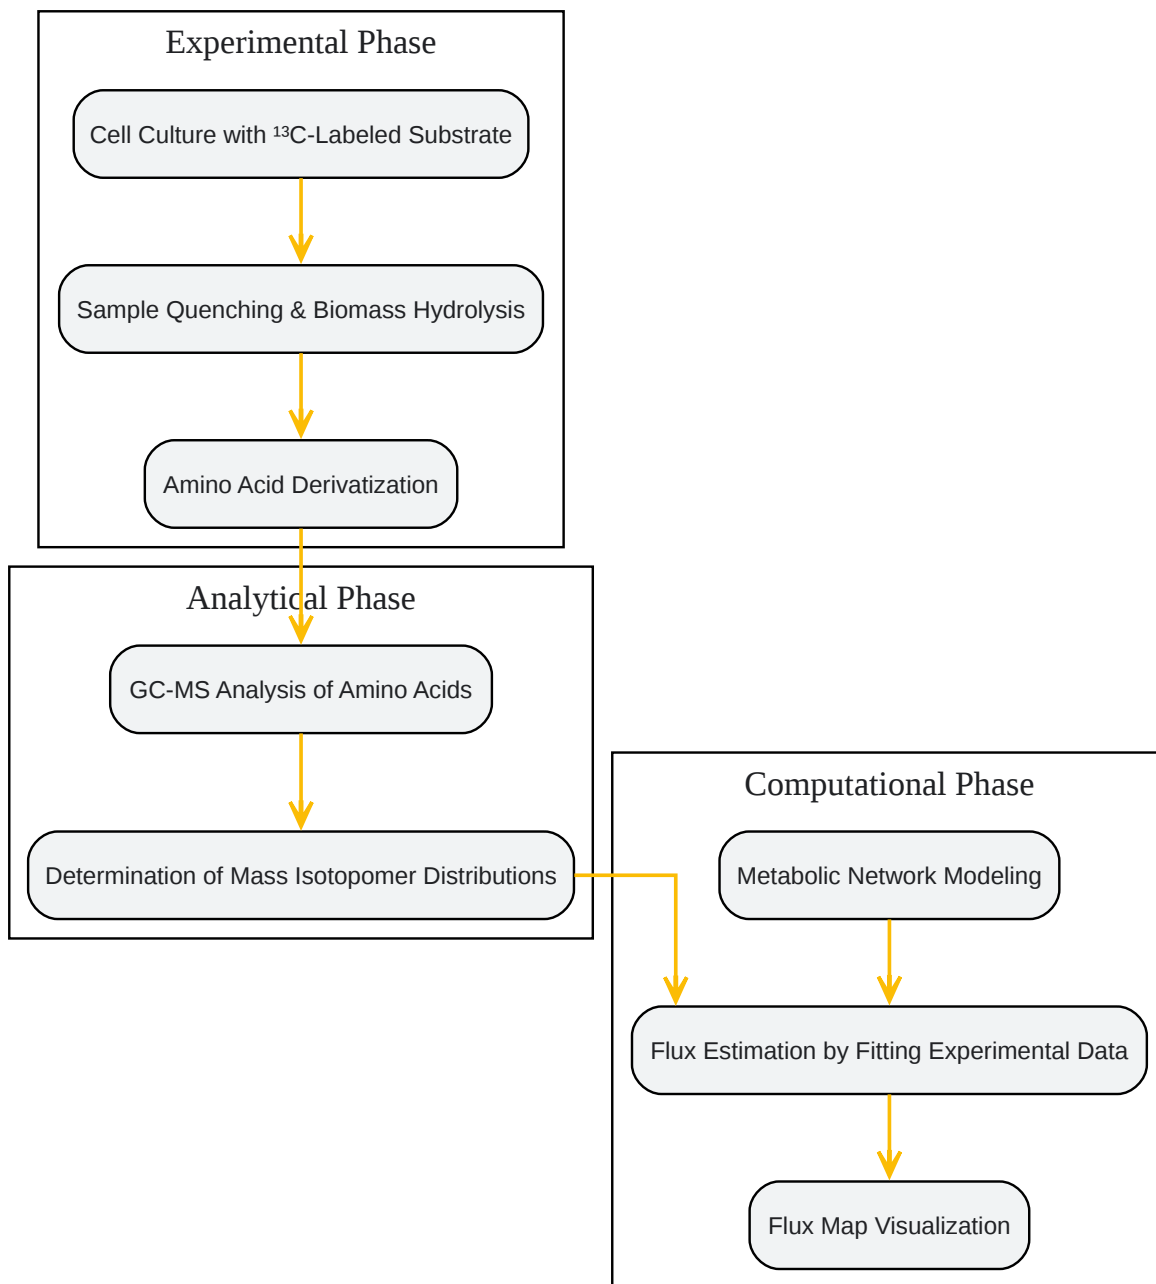 Experimental Phase
Cell Culture with ¹³C-Labeled Substrate
Sample Quenching & Biomass Hydrolysis
Amino Acid Derivatization
Analytical Phase
GC-MS Analysis of Amino Acids
Determination of Mass Isotopomer Distributions
Computational Phase
Metabolic Network Modeling
Flux Estimation by Fitting Experimental Data
Flux Map Visualization